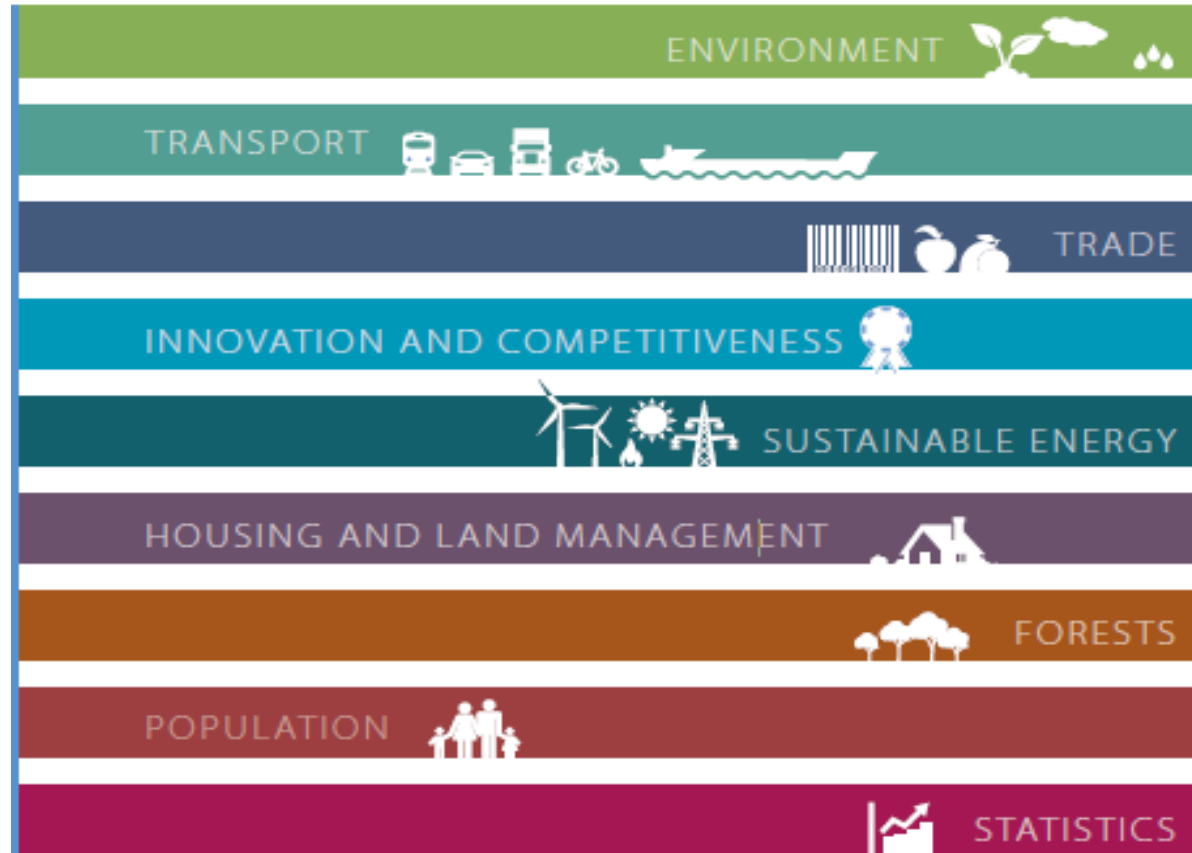 ENVIRONMENT
TRANSPORT
TRADE
INNOVATION AND COMPETITIVENESS
SUSTAINABLE ENERGY
HOUSING AND LAND MANAGEMENT
FORESTS
POPULATION
STATISTICS